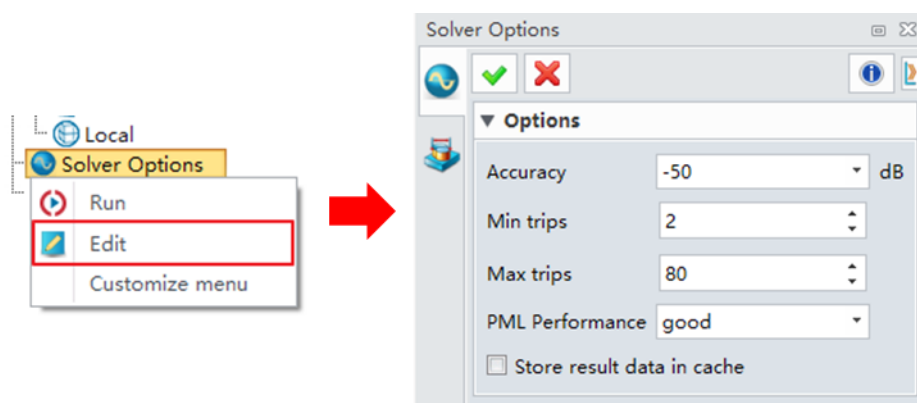 Solver Options
Local
Solver Options
Run
Edit
Customize menu
Options
Accuracy -50 dB
Min trips 2
Max trips 80
PML Performance good
Store result data in cache